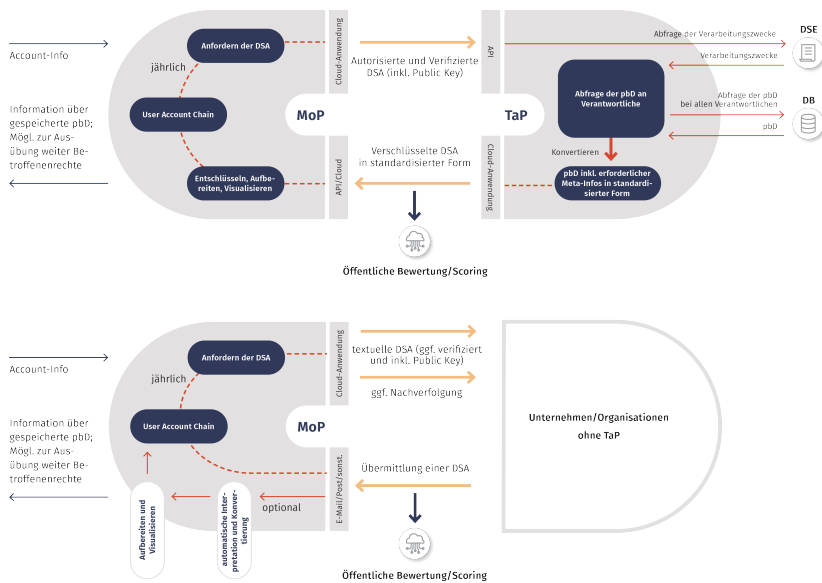 Account-Info
Information über
gespeicherte pbD;
Mögl. zur Aus-
übung weiter Be-
troffenenrechte
Anfordern der DSA
jährlich
User Account Chain
Entschlüsseln, Aufbe-
reiten, Visualisieren
MoP
Cloud-Anwendung
API/Cloud
Autorisierte und Verifizierte
DSA (inkl. Public Key)
Verschlüsselte DSA
in standardisierter Form
Öffentliche Bewertung/Scoring
API
Cloud-Anwendung
TaP
Abfrage der pbD an
Verantwortliche
Konvertieren
pbD inkl. erforderlicher
Meta-Infos in standardi-
sierter Form
Abfrage der Verarbeitungszwecke
Verarbeitungszwecke
DSE
Abfrage der pbD
bei allen Verantwortlichen
pbD
DB
Account-Info
Information über
gespeicherte pbD;
Mögl. zur Aus-
übung weiter Be-
troffenenrechte
Anfordern der DSA
jährlich
User Account Chain
MoP
Cloud-Anwendung
E-Mail/Post/sonst.
Aufbereiten und
Visualisieren
automatische Inter-
pretation und Konver-
tierung
optional
textuelle DSA (ggf. verifiziert
und inkl. Public Key)
ggf. Nachverfolgung
Übermittlung einer DSA
Öffentliche Bewertung/Scoring
Unternehmen/Organisationen
ohne TaP